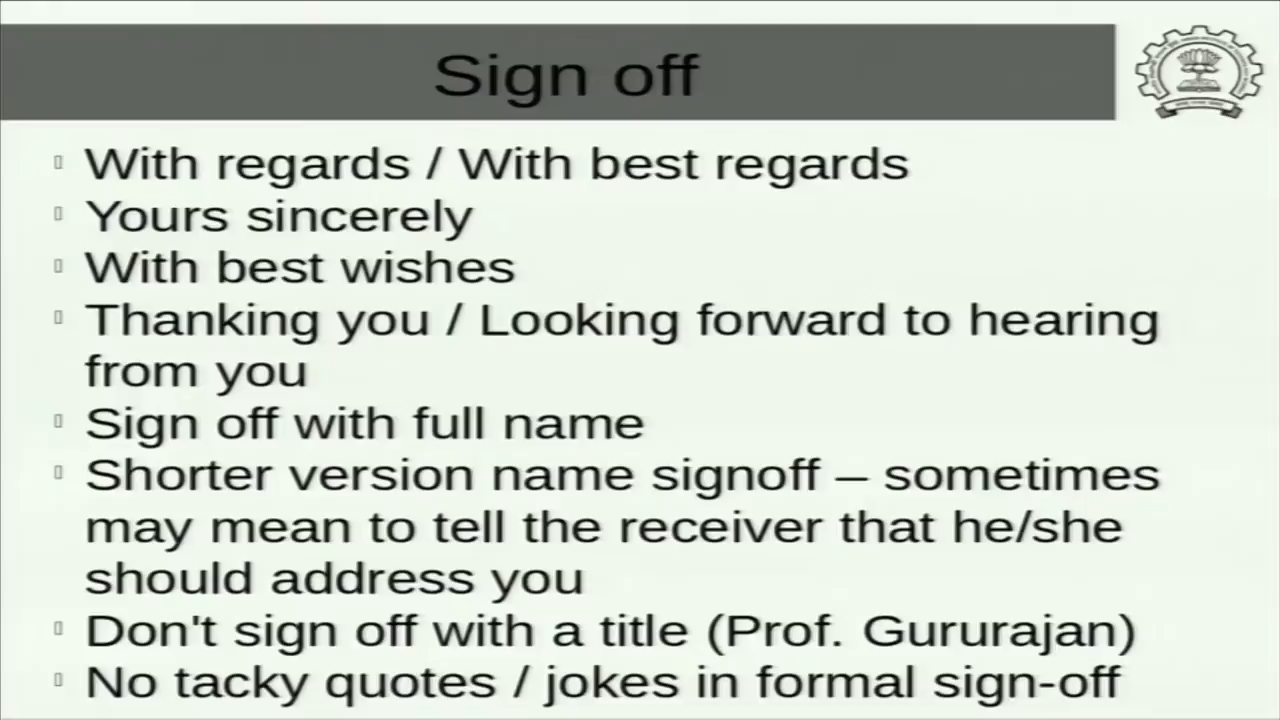 Sign off
With regards / With best regards
Yours sincerely
With best wishes
Thanking you / Looking forward to hearing
from you
Sign off with full name
Shorter version name signoff – sometimes
may mean to tell the receiver that he/she
should address you
Don't sign off with a title (Prof. Gururajan)
No tacky quotes / jokes in formal sign-off